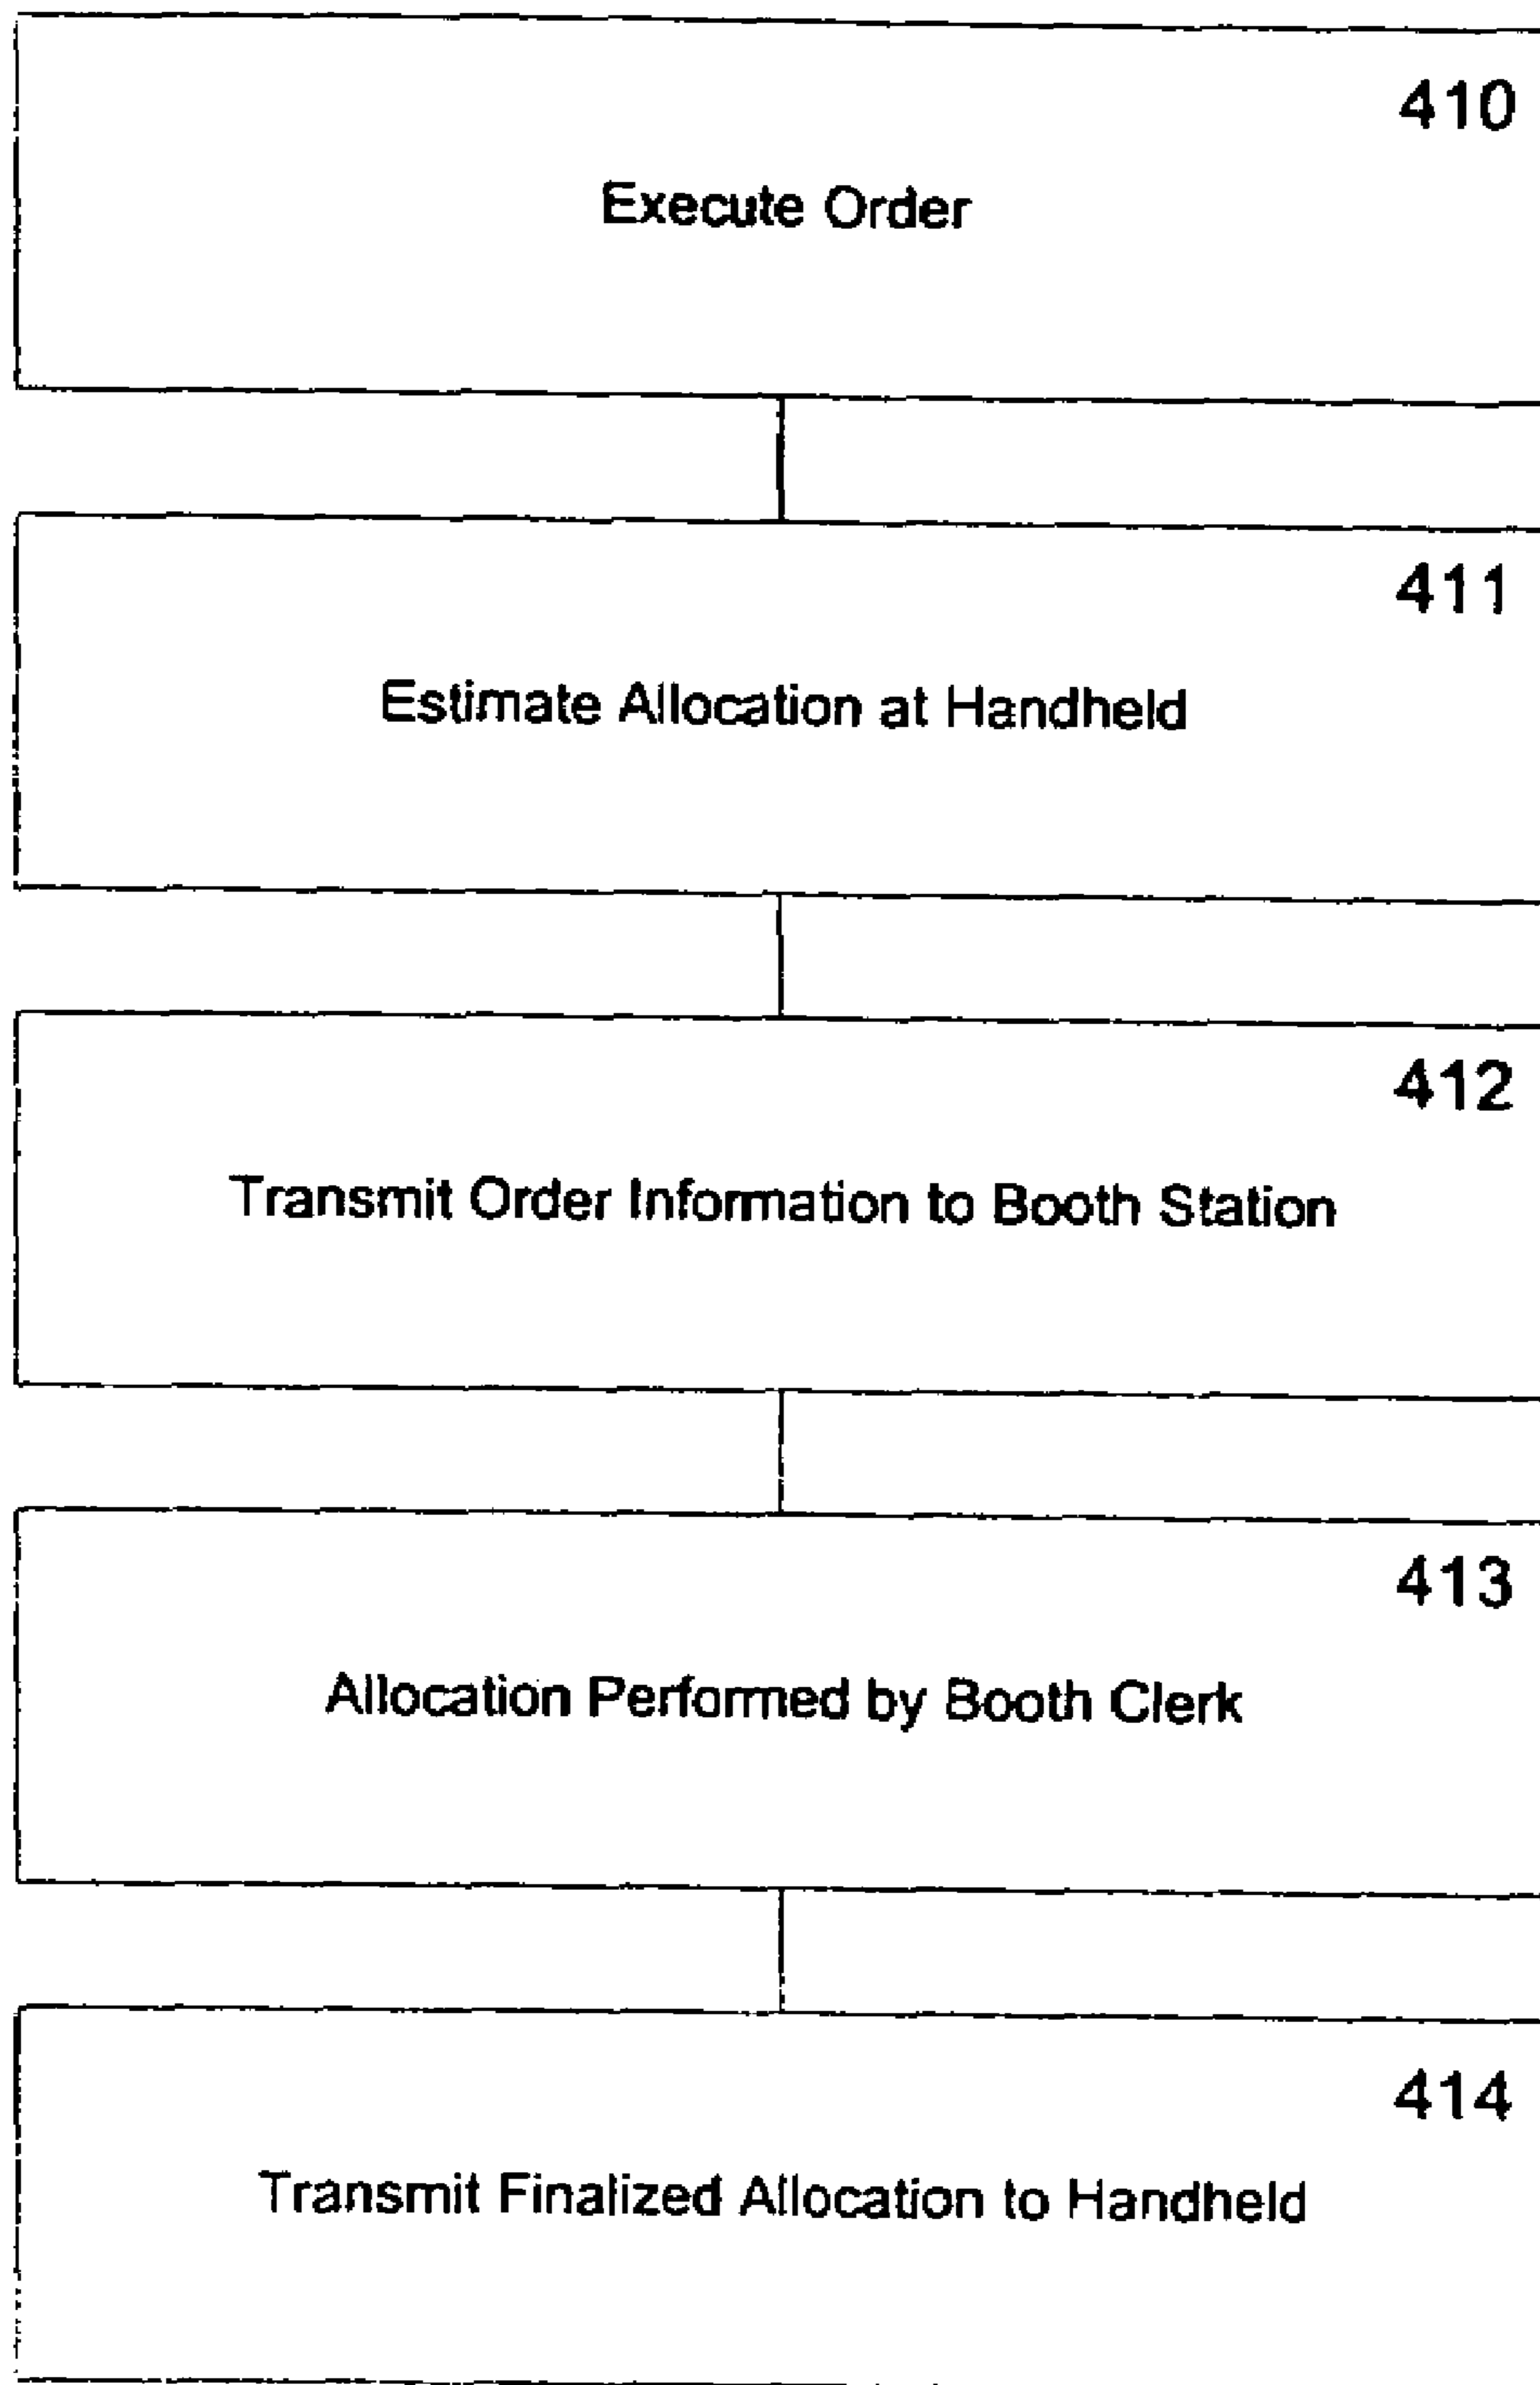 410
Execute Order
411
Estimate Allocation at Handheld
412
Transmit Order Information to Booth Station
413
Allocation Performed by Booth Clerk
414
Transmit Finalized Allocation to Handheld